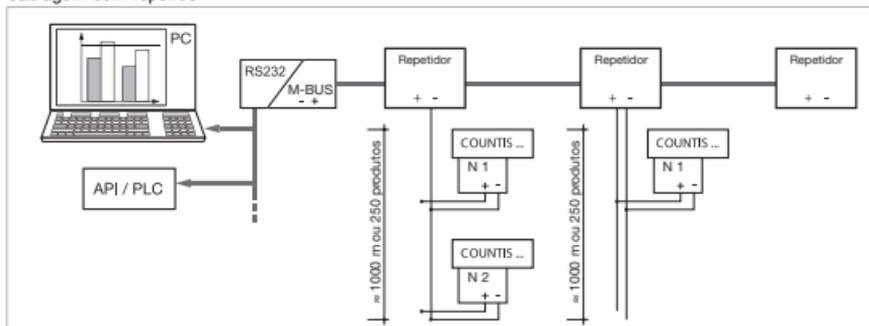 PC
RS232
M-BUS
- +
API / PLC
Repetidor
+ -
≈ 1000 m ou 250 produtos
COUNTIS ...
N 1
+ -
COUNTIS ...
N 2
+ -
Repetidor
+ -
≈ 1000 m ou 250 produtos
COUNTIS ...
N 1
+ -
Repetidor
+ -